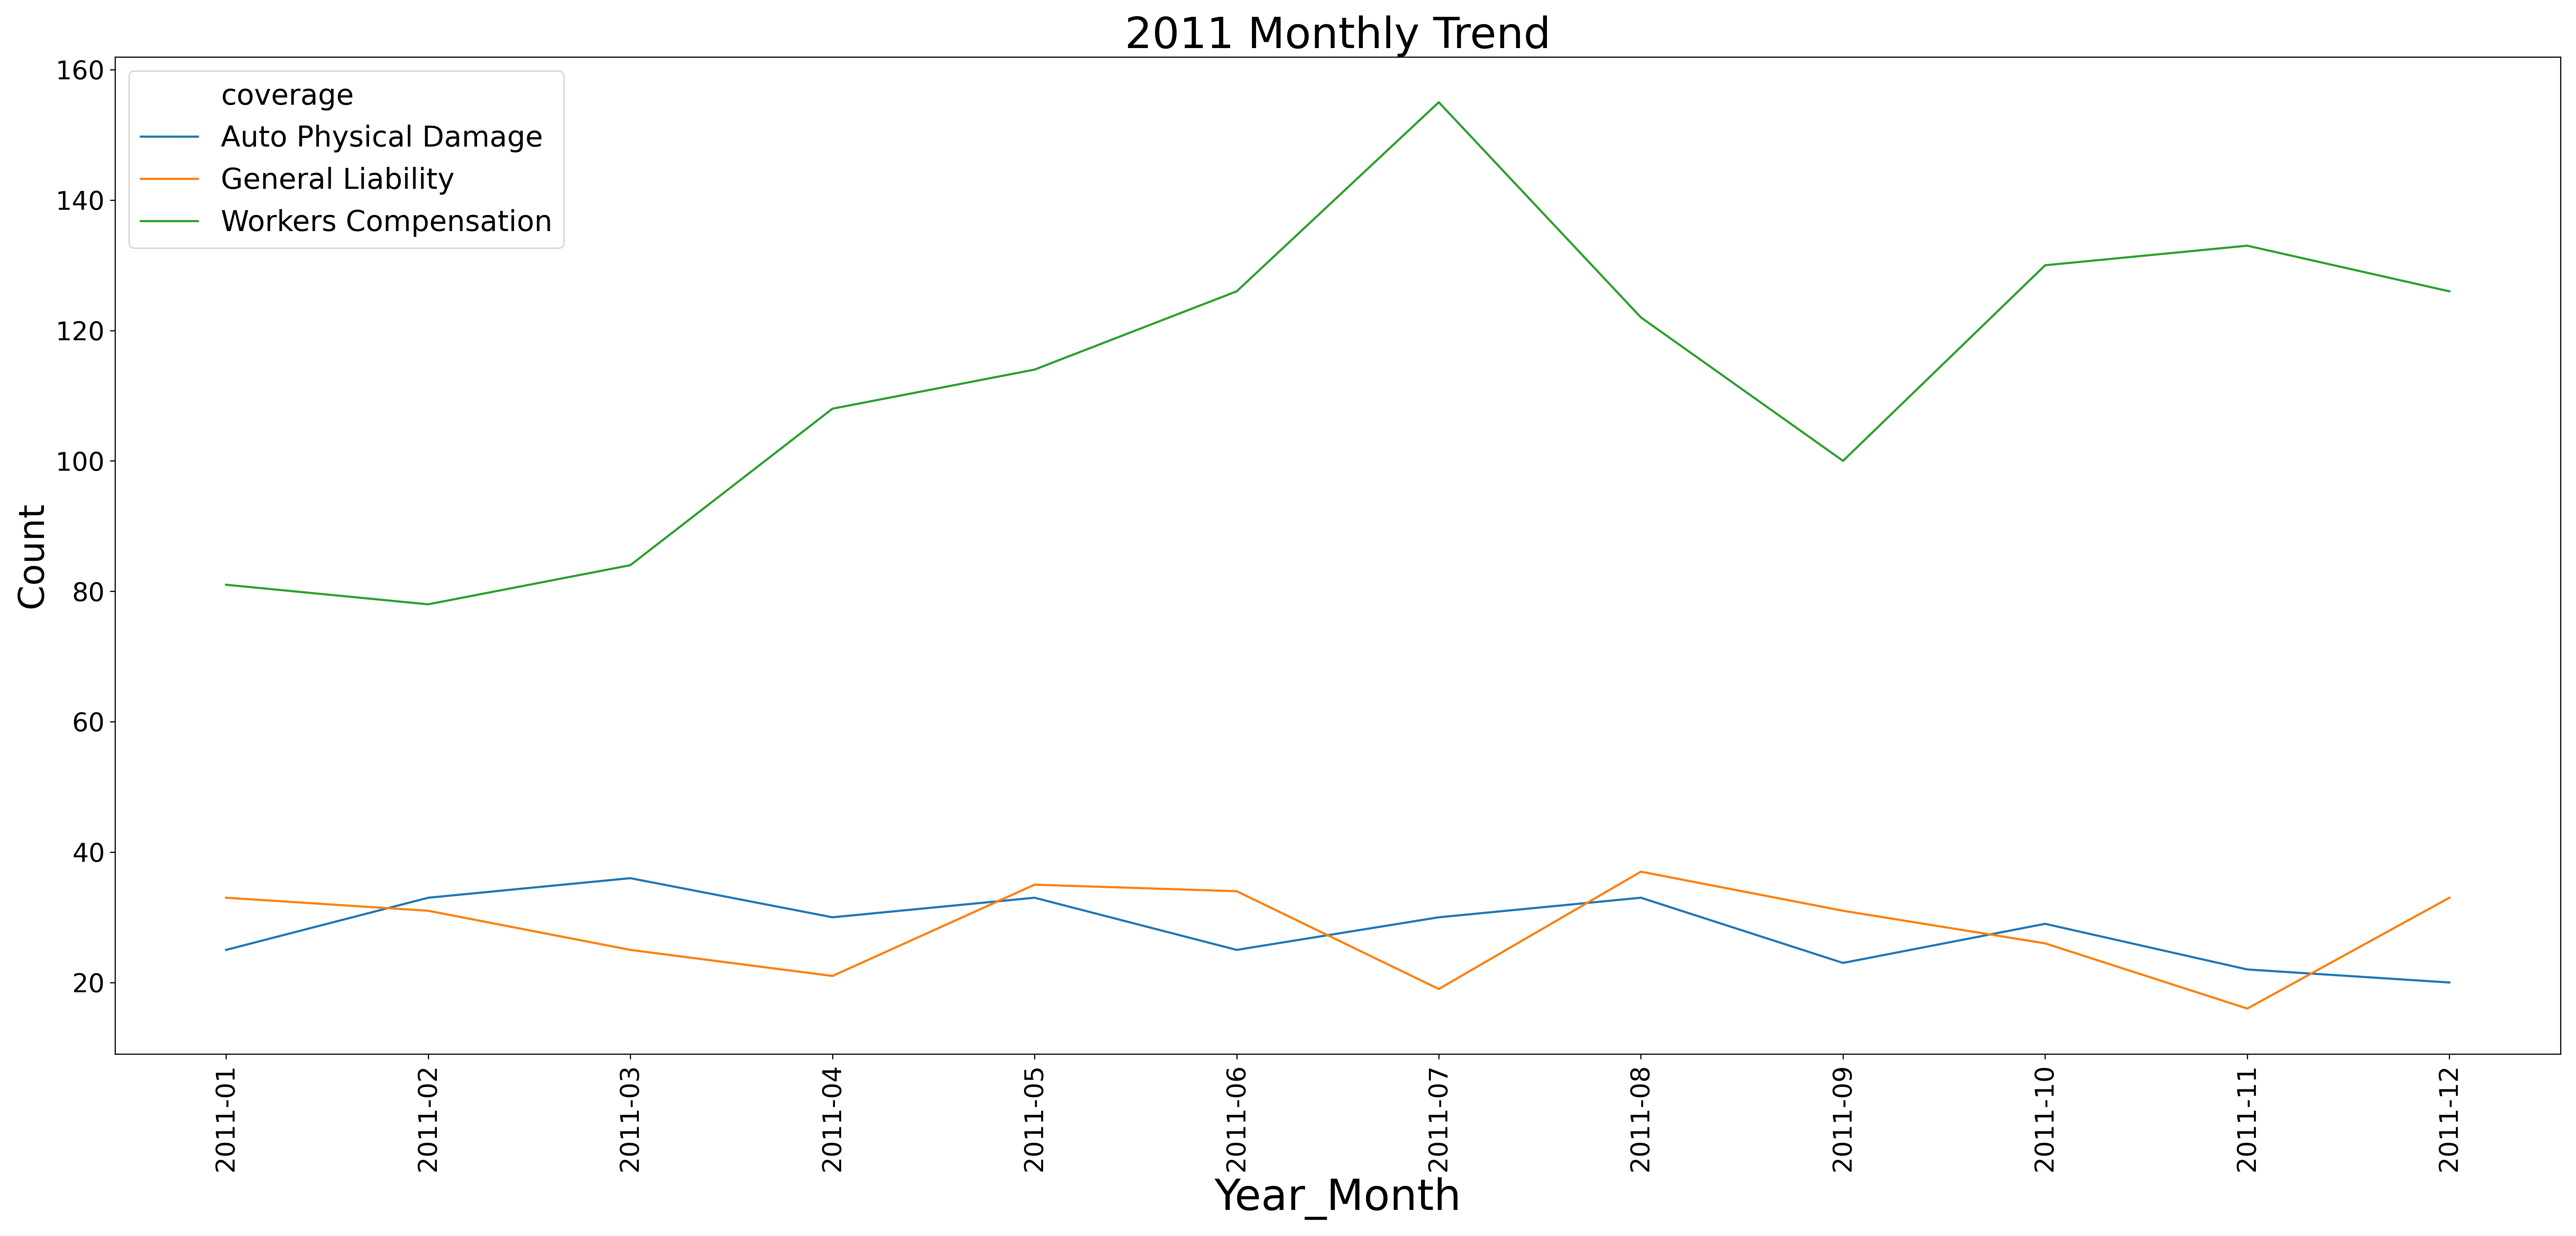 2011 Monthly Trend
160
140
120
100
80
60
40
20
Count
coverage
Auto Physical Damage
General Liability
Workers Compensation
2011-01
2011-02
2011-03
2011-04
2011-05
2011-06
2011-07
2011-08
2011-09
2011-10
2011-11
2011-12
Year_Month